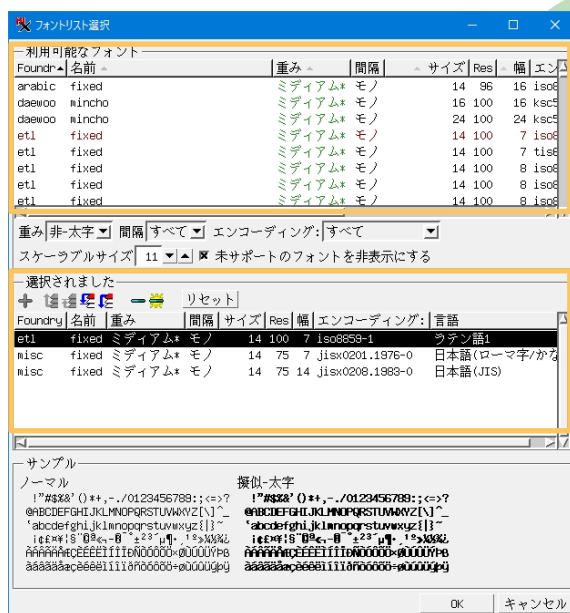 フォントリスト選択
利用可能なフォント
Foundr 名前 重み 間隔 サイズ Res 幅 エン
arabic fixed ミディアム* モノ 14 96 16 iso8
daewoo mincho ミディアム* モノ 16 100 16 ksc5
daewoo mincho ミディアム* モノ 24 100 24 ksc5
etl fixed ミディアム* モノ 14 100 7 iso8
etl fixed ミディアム* モノ 14 100 7 tis6
etl fixed ミディアム* モノ 14 100 8 iso8
etl fixed ミディアム* モノ 14 100 8 iso8
etl fixed ミディアム* モノ 14 100 8 iso8
重み 非-太字 間隔 すべて エンコーディング: すべて
スケーラブルサイズ 11 未サポートのフォントを非表示にする
選択されました
リセット
Foundry 名前 重み 間隔 サイズ Res 幅 エンコーディング: 言語
etl fixed ミディアム* モノ 14 100 7 iso8859-1 ラテン語1
misc fixed ミディアム* モノ 14 75 7 jisx0201.1976-0 日本語(ローマ字/かな
misc fixed ミディアム* モノ 14 75 14 jisx0208.1983-0 日本語(JIS)
サンプル
ノーマル 擬似-太字
!"#$%&'()*+,-./0123456789:;<=>? !"#$%&'()*+,-./0123456789:;<=>?
@ABCDEFGHIJKLMNOPQRSTUVWXYZ[\]^_ @ABCDEFGHIJKLMNOPQRSTUVWXYZ[\]^_
`abcdefghijklmnopqrstuvwxyz{|}~ `abcdefghijklmnopqrstuvwxyz{|}~
OK キャンセル